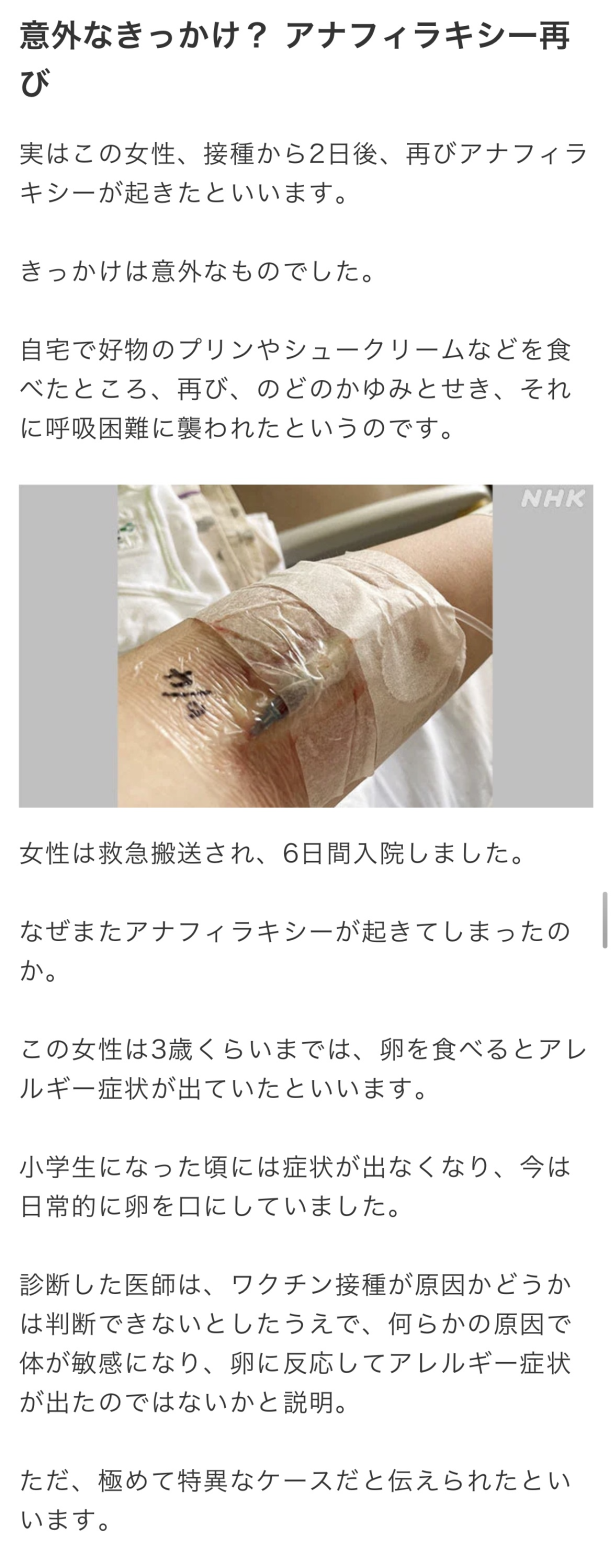 意外なきっかけ？ アナフィラキシー再
び
実はこの女性、接種から2日後、再びアナフィラ
キシーが起きたといいます。
きっかけは意外なものでした。
自宅で好物のプリンやシュークリームなどを食
べたところ、再び、のどのかゆみとせき、それ
に呼吸困難に襲われたというのです。
NHK
女性は救急搬送され、6日間入院しました。
なぜまたアナフィラキシーが起きてしまったの
か。
この女性は3歳くらいまでは、卵を食べるとアレ
ルギー症状が出ていたといいます。
小学生になった頃には症状が出なくなり、今は
日常的に卵を口にしていました。
診断した医師は、ワクチン接種が原因かどうか
は判断できないとしたうえで、何らかの原因で
体が敏感になり、卵に反応してアレルギー症状
が出たのではないかと説明。
ただ、極めて特異なケースだと伝えられたとい
います。